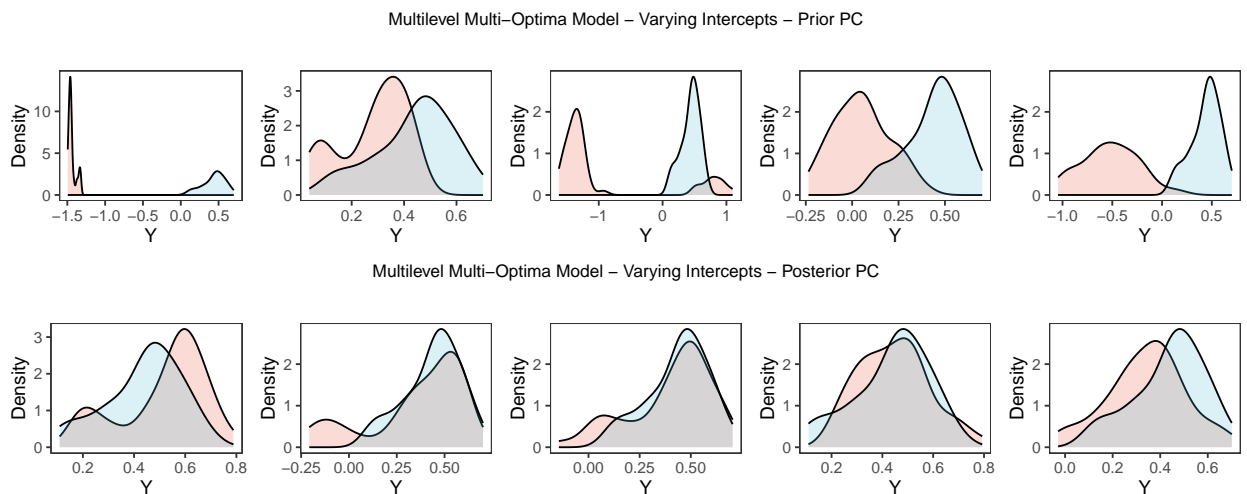 Multilevel Multi−Optima Model − Varying Intercepts − Prior PC
Density
10
5
0
−1.5 −1.0 −0.5 0.0 0.5
Y
Density
3
2
1
0
0.2 0.4 0.6
Y
Density
2
1
0
−1 0 1
Y
Density
2
1
0
−0.25 0.00 0.25 0.50
Y
Density
2
1
0
−1.0 −0.5 0.0 0.5
Y
Multilevel Multi−Optima Model − Varying Intercepts − Posterior PC
Density
3
2
1
0
0.2 0.4 0.6 0.8
Y
Density
2
1
0
−0.25 0.00 0.25 0.50
Y
Density
2
1
0
0.00 0.25 0.50
Y
Density
2
1
0
0.2 0.4 0.6 0.8
Y
Density
2
1
0
0.0 0.2 0.4 0.6
Y